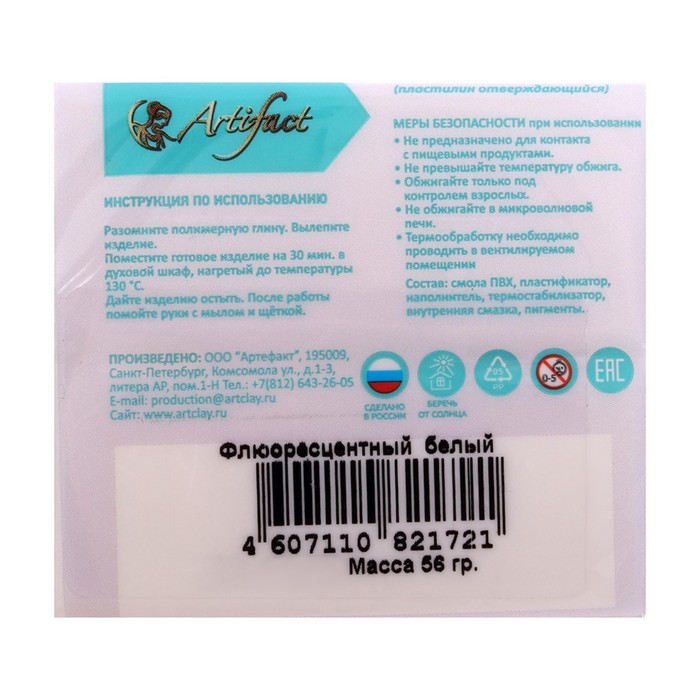 Artifact
ИНСТРУКЦИЯ ПО ИСПОЛЬЗОВАНИЮ
Разомните полимерную глину. Вылепите
изделие.
Поместите готовое изделие на 30 мин. в
духовой шкаф, нагретый до температуры
130 °С.
Дайте изделию остыть. После работы
помойте руки с мылом и щёткой.
(пластилин отверждающийся)
МЕРЫ БЕЗОПАСНОСТИ при использовании
• Не предназначено для контакта
с пищевыми продуктами.
• Не превышайте температуру обжига.
• Обжигайте только под
контролем взрослых.
• Не обжигайте в микроволновой
печи.
• Термообработку необходимо
проводить в вентилируемом
помещении
Состав: смола ПВХ, пластификатор,
наполнитель, термостабилизатор,
внутренняя смазка, пигменты.
ПРОИЗВЕДЕНО: ООО "Артефакт", 195009,
Санкт-Петербург, Комсомола ул., д.1-3,
литера АР, пом.1-Н Тел.: +7(812) 643-26-05
E-mail: production@artclay.ru
Сайт: www.artclay.ru
СДЕЛАНО
В РОССИИ
БЕРЕЧЬ
ОТ СОЛНЦА
05
PP
0-5
ЕАС
Флюоресцентный белый
4 607110 821721
Масса 56 гр.